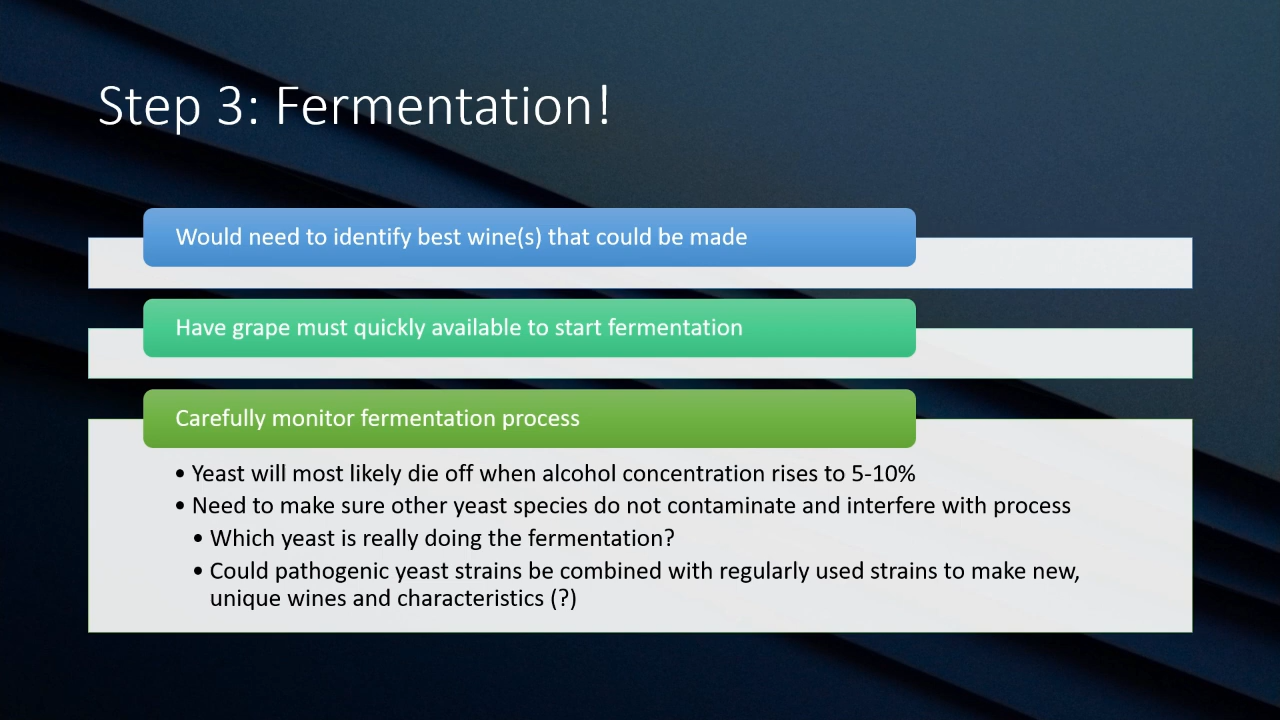 Step 3: Fermentation!
Would need to identify best wine(s) that could be made
Have grape must quickly available to start fermentation
Carefully monitor fermentation process
• Yeast will most likely die off when alcohol concentration rises to 5-10%
• Need to make sure other yeast species do not contaminate and interfere with process
• Which yeast is really doing the fermentation?
• Could pathogenic yeast strains be combined with regularly used strains to make new,
unique wines and characteristics (?)